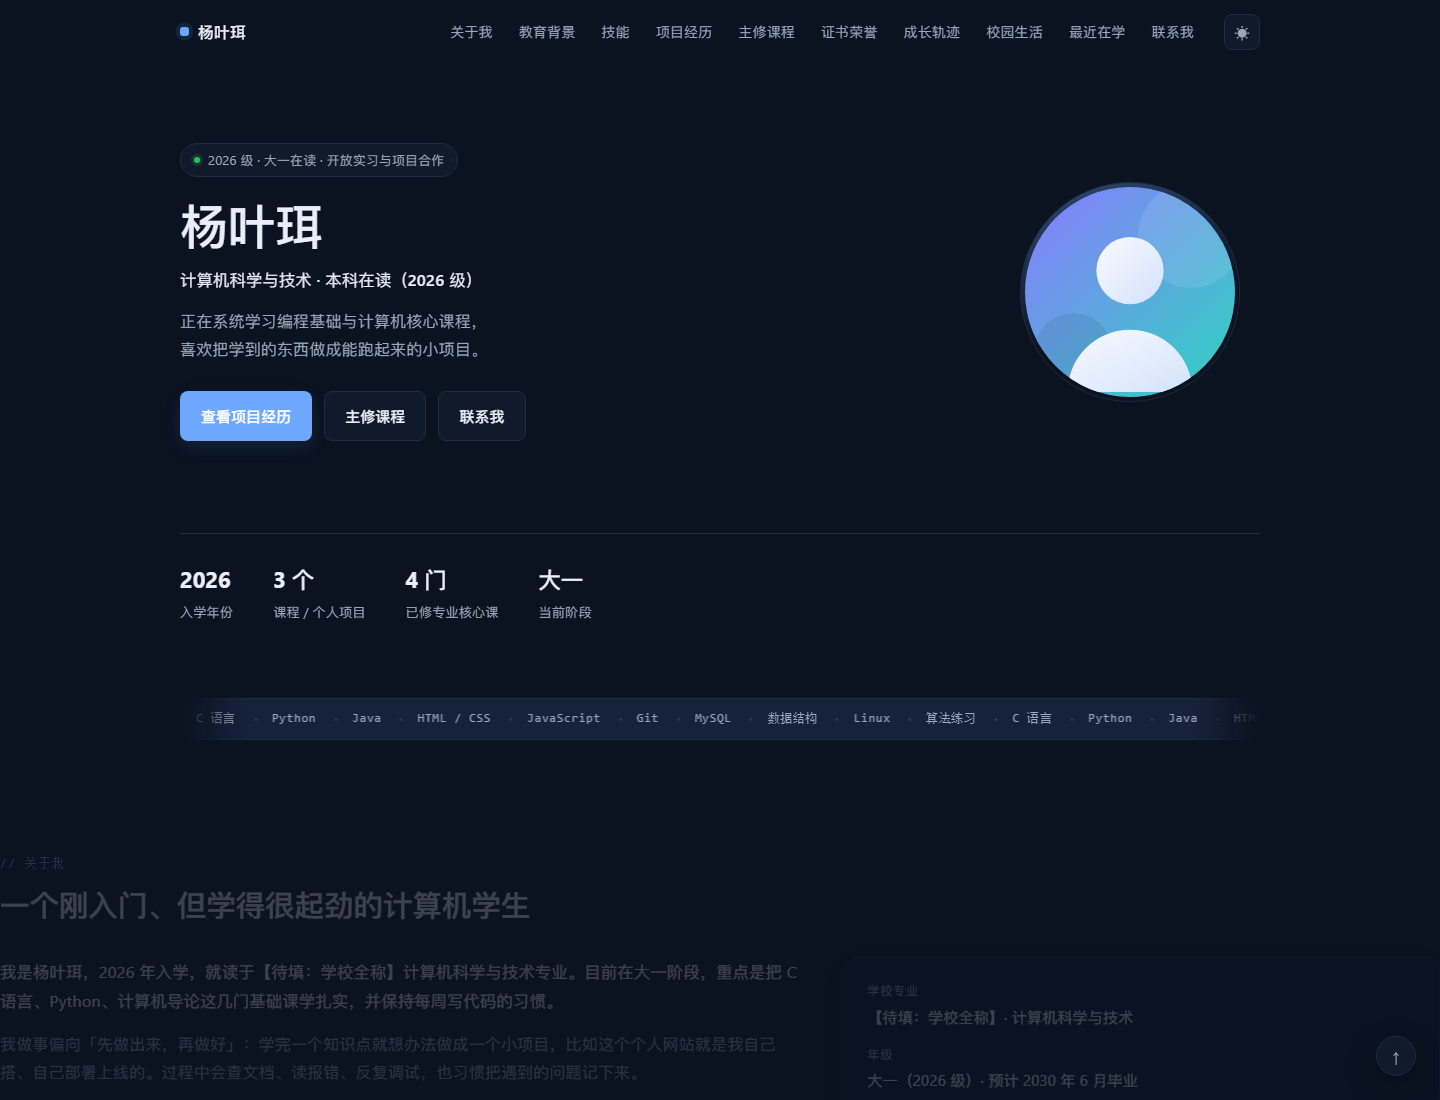 杨叶珥
关于我 教育背景 技能 项目经历 主修课程 证书荣誉 成长轨迹 校园生活 最近在学 联系我
2026 级 · 大一在读 · 开放实习与项目合作
杨叶珥
计算机科学与技术 · 本科在读（2026 级）
正在系统学习编程基础与计算机核心课程，
喜欢把学到的东西做成能跑起来的小项目。
查看项目经历 主修课程 联系我
2026 3 个 4 门 大一
入学年份 课程 / 个人项目 已修专业核心课 当前阶段
C 语言 · Python · Java · HTML / CSS · JavaScript · Git · MySQL · 数据结构 · Linux · 算法练习 · C 语言 · Python · Java · HTM
// 关于我
一个刚入门、但学得很起劲的计算机学生
我是杨叶珥，2026 年入学，就读于【待填：学校全称】计算机科学与技术专业。目前在大一阶段，重点是把 C
语言、Python、计算机导论这几门基础课学扎实，并保持每周写代码的习惯。
我做事偏向「先做出来，再做好」：学完一个知识点就想办法做成一个小项目，比如这个个人网站就是我自己
搭、自己部署上线的。过程中会查文档、读报错、反复调试，也习惯把遇到的问题记下来。
学校专业
【待填：学校全称】· 计算机科学与技术
年级
大一（2026 级）· 预计 2030 年 6 月毕业
↑